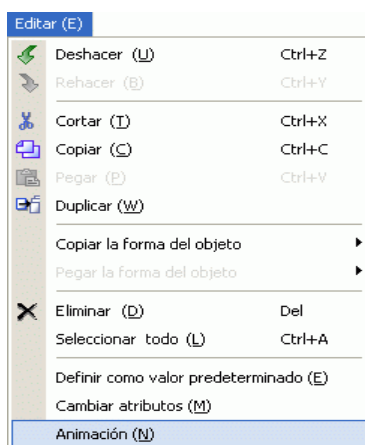 Editar (E)
Deshacer (U) Ctrl+Z
Rehacer (B) Ctrl+Y
Cortar (T) Ctrl+X
Copiar (C) Ctrl+C
Pegar (P) Ctrl+V
Duplicar (W)
Copiar la forma del objeto
Pegar la forma del objeto
Eliminar (D) Del
Seleccionar todo (L) Ctrl+A
Definir como valor predeterminado (E)
Cambiar atributos (M)
Animación (N)